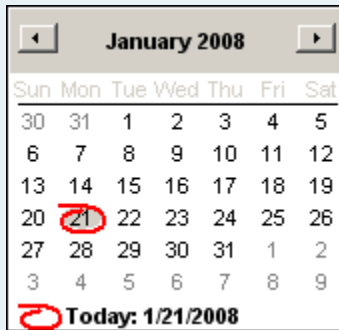 January 2008
Sun Mon Tue Wed Thu Fri Sat
30 31 1 2 3 4 5
6 7 8 9 10 11 12
13 14 15 16 17 18 19
20 21 22 23 24 25 26
27 28 29 30 31 1 2
3 4 5 6 7 8 9
Today: 1/21/2008